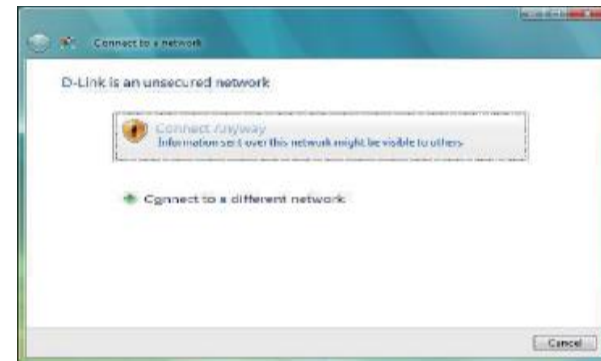 Connect to a network
D-Link is an unsecured network
Connect Anyway
Information sent over this network might be visible to others
Connect to a different network
Cancel